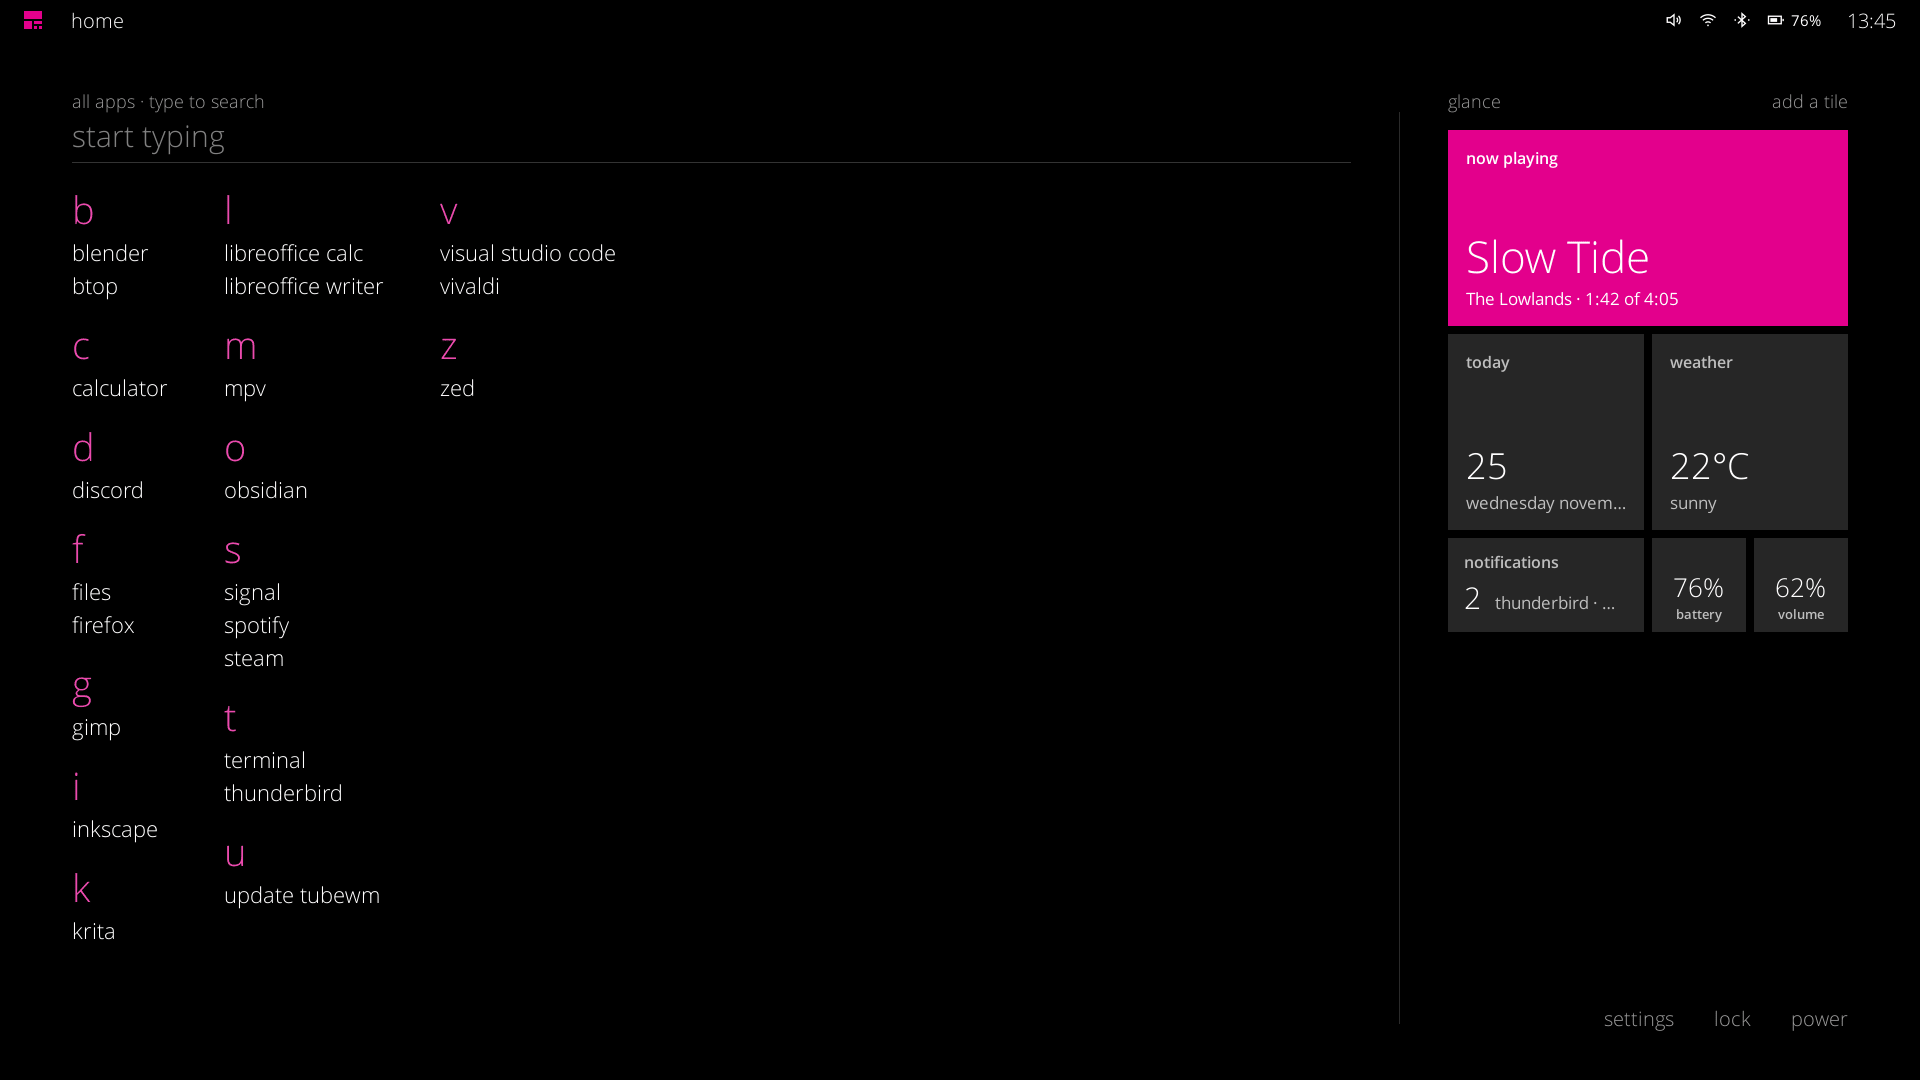 home
76%
13:45
all apps · type to search
start typing
b
blender
btop
c
calculator
d
discord
f
files
firefox
g
gimp
i
inkscape
k
krita
l
libreoffice calc
libreoffice writer
m
mpv
o
obsidian
s
signal
spotify
steam
t
terminal
thunderbird
u
update tubewm
v
visual studio code
vivaldi
z
zed
glance
add a tile
now playing
Slow Tide
The Lowlands · 1:42 of 4:05
today
25
wednesday novem...
weather
22°C
sunny
notifications
2 thunderbird · ...
76%
battery
62%
volume
settings
lock
power